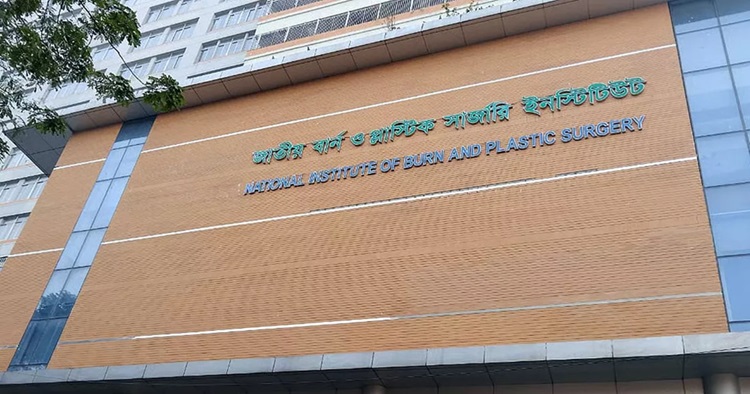 জাতীয় বার্ন ও প্লাস্টিক সার্জারি ইনস্টিটিউট
NATIONAL INSTITUTE OF BURN AND PLASTIC SURGERY